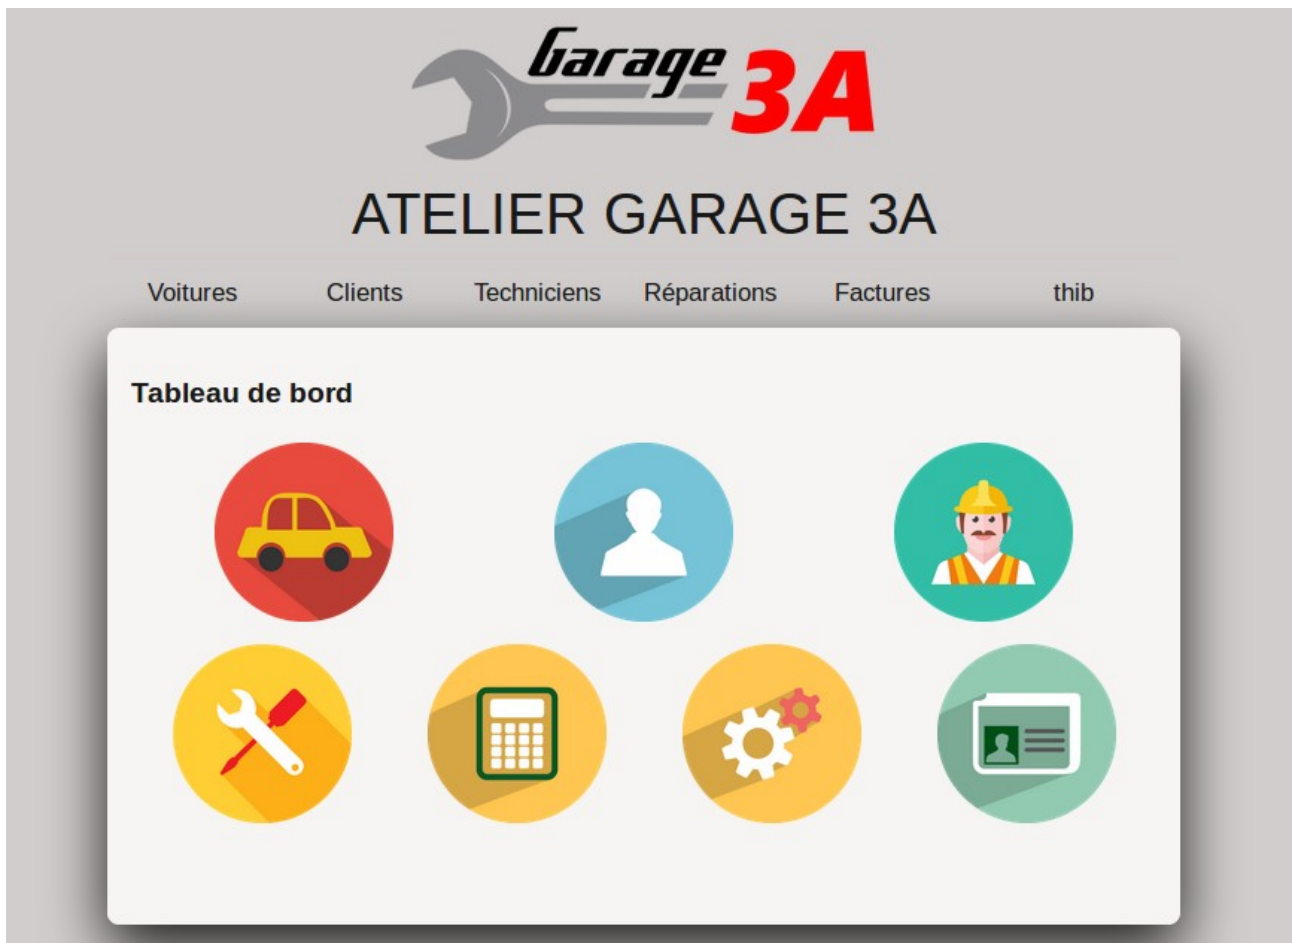 Garage 3A
ATELIER GARAGE 3A
Voitures Clients Techniciens Réparations Factures thib
Tableau de bord